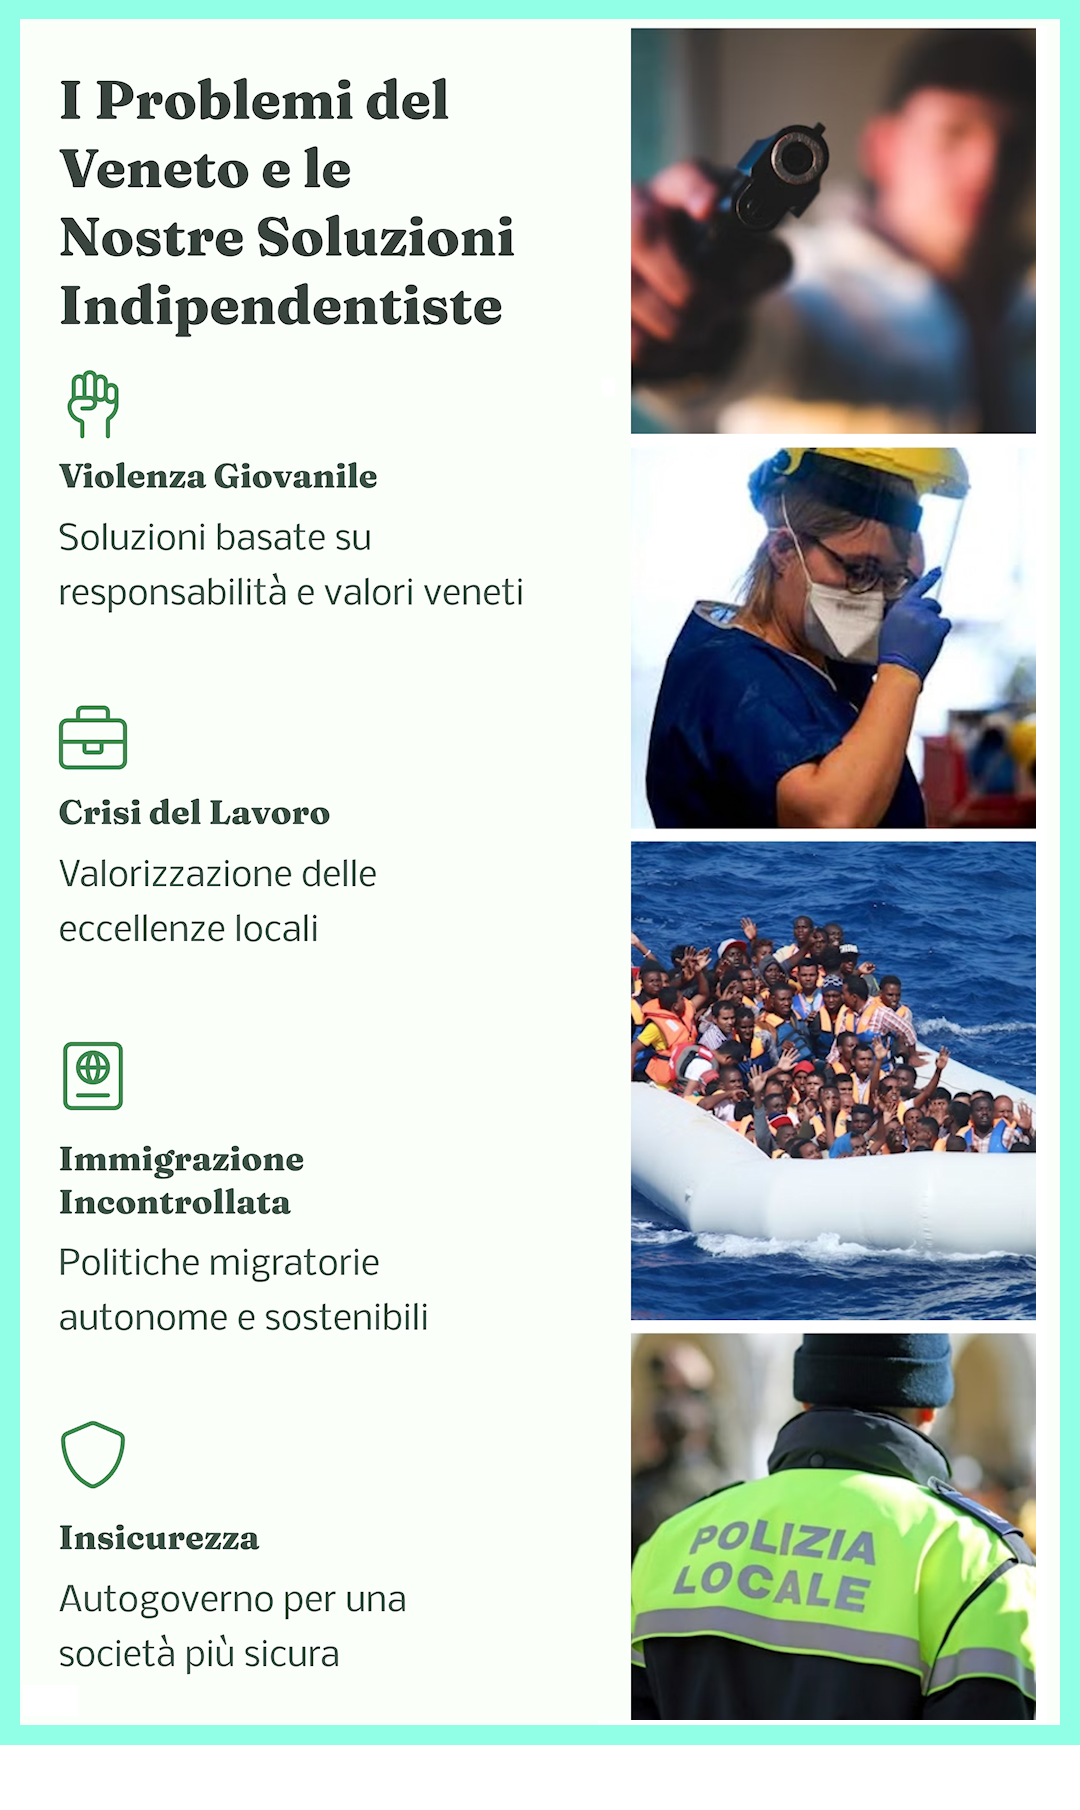 I Problemi del
Veneto e le
Nostre Soluzioni
Indipendentiste
Violenza Giovanile
Soluzioni basate su
responsabilità e valori veneti
Crisi del Lavoro
Valorizzazione delle
eccellenze locali
Immigrazione
Incontrollata
Politiche migratorie
autonome e sostenibili
Insicurezza
Autogoverno per una
società più sicura
POLIZIA
LOCALE